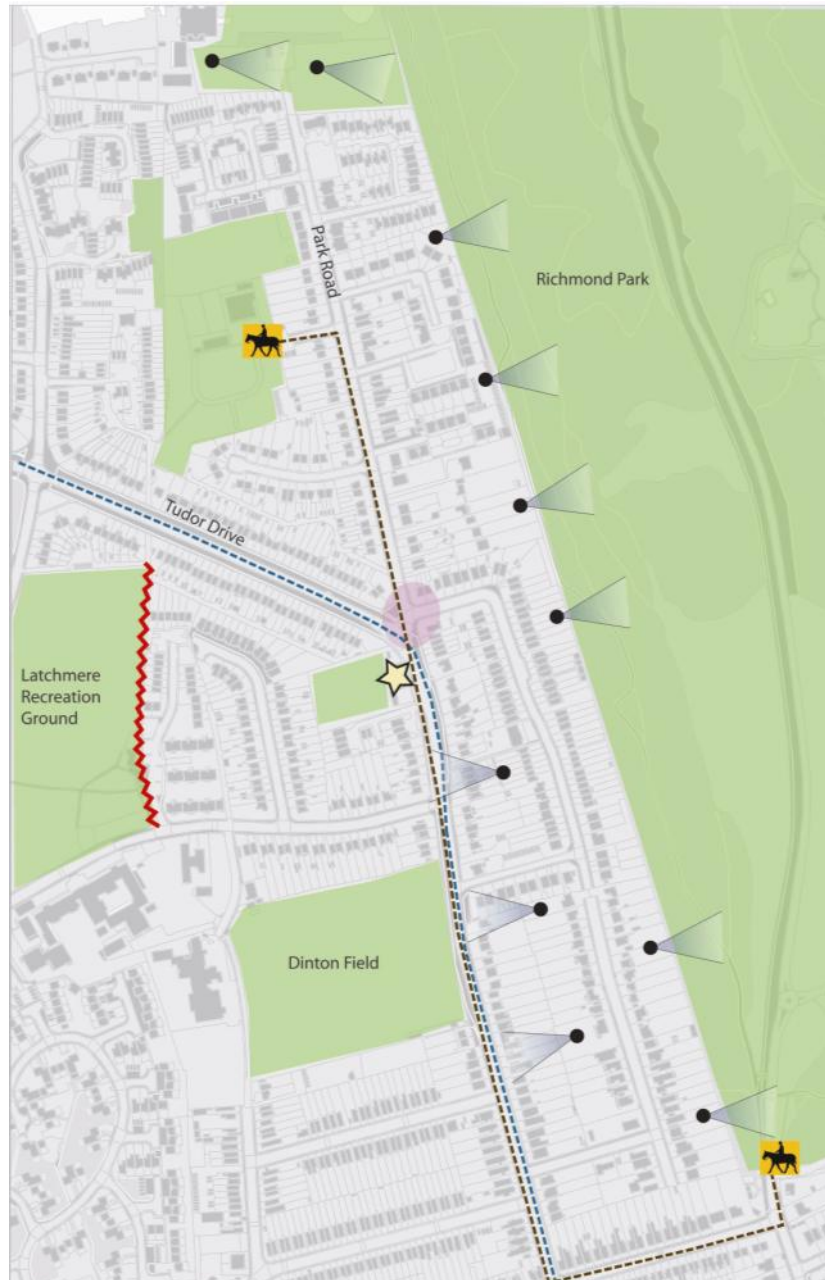 Park Road
Richmond Park
Tudor Drive
Latchmere
Recreation
Ground
Dinton Field